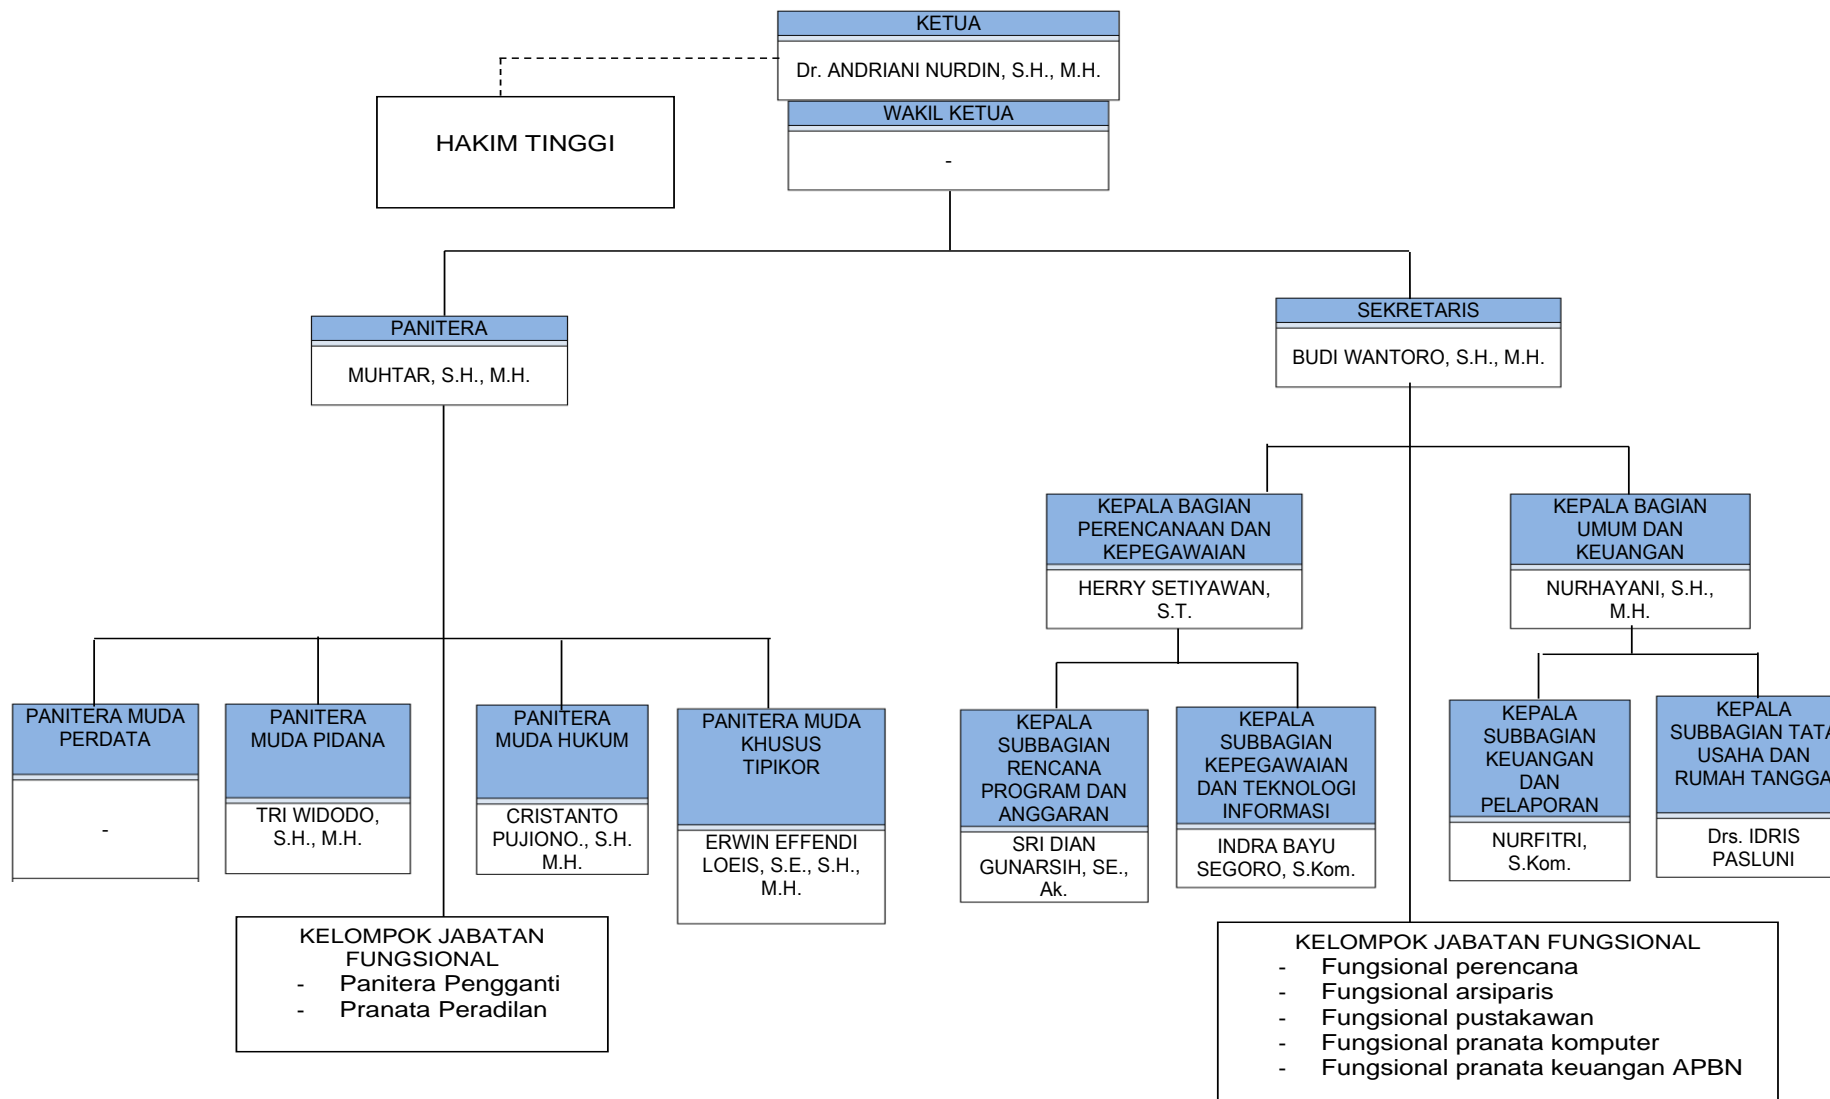 KETUA
Dr. ANDRIANI NURDIN, S.H., M.H.
HAKIM TINGGI
WAKIL KETUA
-
PANITERA
MUHTAR, S.H., M.H.
SEKRETARIS
BUDI WANTORO, S.H., M.H.
KEPALA BAGIAN
PERENCANAAN DAN
KEPEGAWAIAN
HERRY SETIYAWAN,
S.T.
KEPALA BAGIAN
UMUM DAN
KEUANGAN
NURHAYANI, S.H.,
M.H.
PANITERA MUDA
PERDATA
-
PANITERA
MUDA PIDANA
TRI WIDODO,
S.H., M.H.
PANITERA
MUDA HUKUM
CRISTANTO
PUJIONO., S.H.
M.H.
PANITERA MUDA
KHUSUS
TIPIKOR
ERWIN EFFENDI
LOEIS, S.E., S.H.,
M.H.
KEPALA
SUBBAGIAN
RENCANA
PROGRAM DAN
ANGGARAN
SRI DIAN
GUNARSIH, SE.,
Ak.
KEPALA
SUBBAGIAN
KEPEGAWAIAN
DAN TEKNOLOGI
INFORMASI
INDRA BAYU
SEGORO, S.Kom.
KEPALA
SUBBAGIAN
KEUANGAN
DAN
PELAPORAN
NURFITRI,
S.Kom.
KEPALA
SUBBAGIAN TATA
USAHA DAN
RUMAH TANGGA
Drs. IDRIS
PASLUNI
KELOMPOK JABATAN
FUNGSIONAL
- Panitera Pengganti
- Pranata Peradilan
KELOMPOK JABATAN FUNGSIONAL
- Fungsional perencana
- Fungsional arsiparis
- Fungsional pustakawan
- Fungsional pranata komputer
- Fungsional pranata keuangan APBN